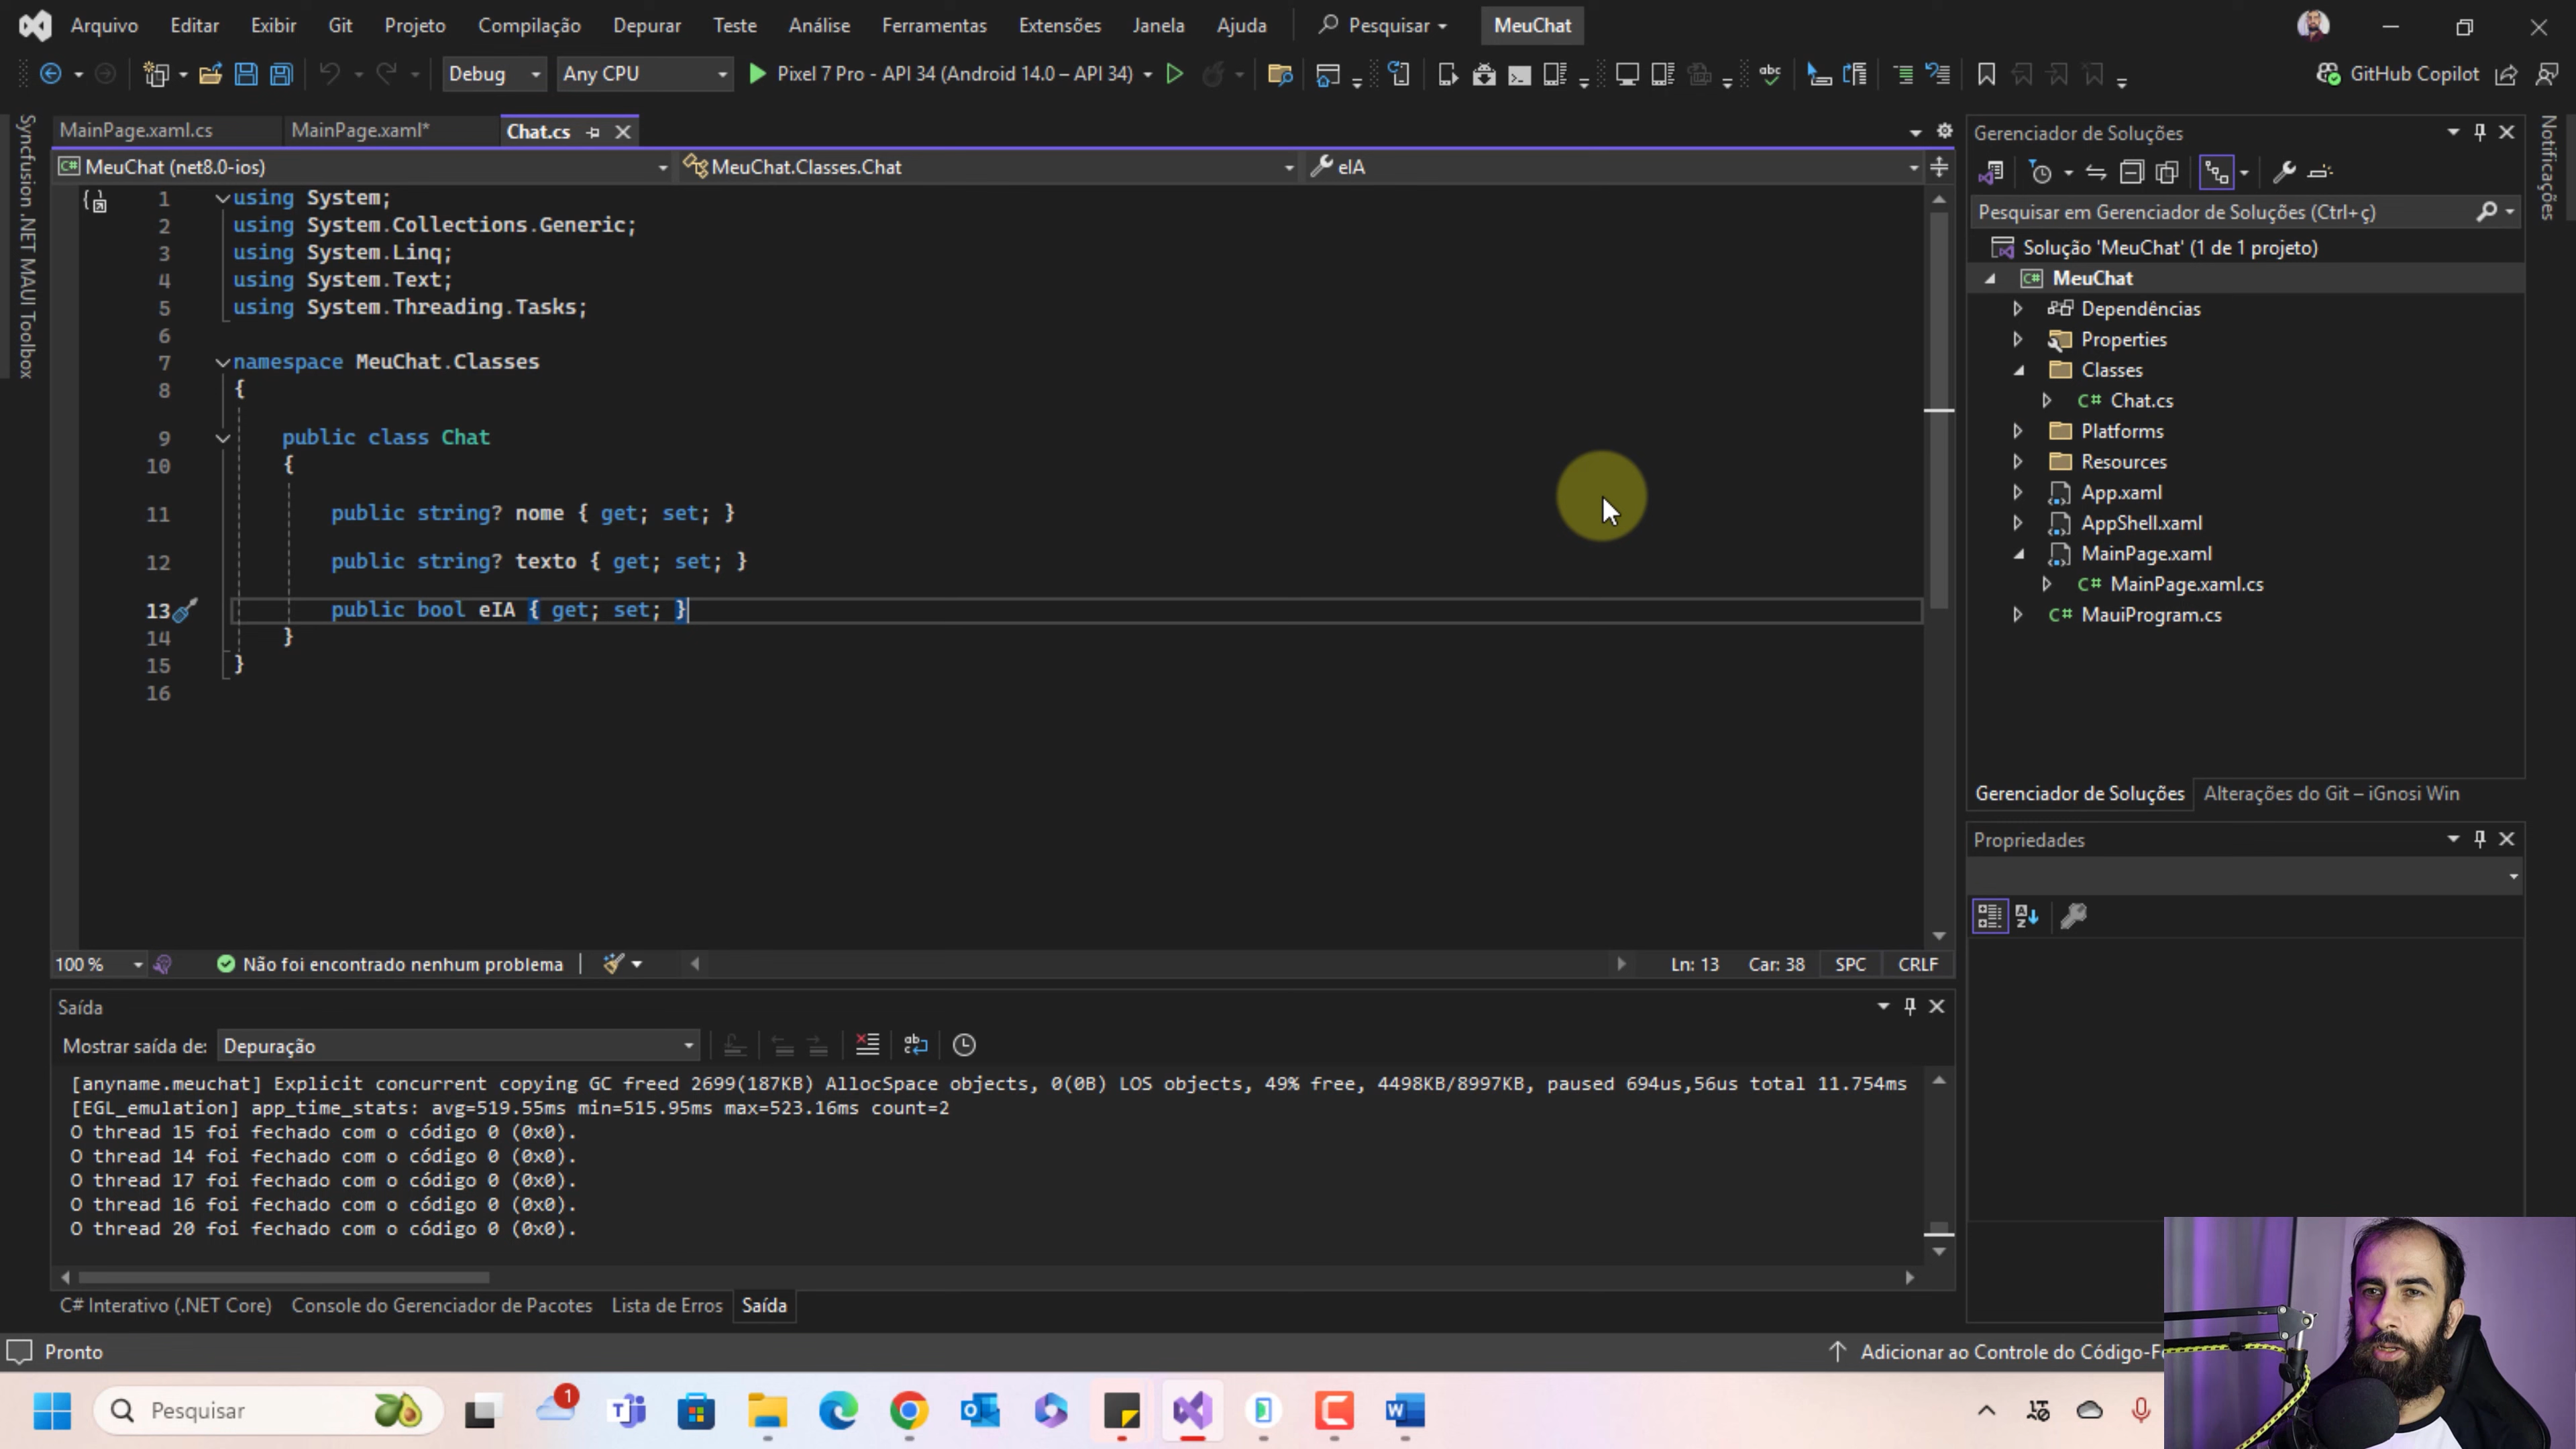 Arquivo Editar Exibir Git Projeto Compilação Depurar Teste Análise Ferramentas Extensões Janela Ajuda Pesquisar MeuChat
Debug Any CPU Pixel 7 Pro - API 34 (Android 14.0 – API 34) GitHub Copilot
Syncfusion .NET MAUI Toolbox
MainPage.xaml.cs MainPage.xaml* Chat.cs
MeuChat (net8.0-ios) MeuChat.Classes.Chat eIA
1 using System;
2 using System.Collections.Generic;
3 using System.Linq;
4 using System.Text;
5 using System.Threading.Tasks;
6
7 namespace MeuChat.Classes
8 {
9 public class Chat
10 {
11 public string? nome { get; set; }
12 public string? texto { get; set; }
13 public bool eIA { get; set; }
14 }
15 }
16
100 % Não foi encontrado nenhum problema Ln: 13 Car: 38 SPC CRLF
Saída
Mostrar saída de: Depuração
[anyname.meuchat] Explicit concurrent copying GC freed 2699(187KB) AllocSpace objects, 0(0B) LOS objects, 49% free, 4498KB/8997KB, paused 694us,56us total 11.754ms
[EGL_emulation] app_time_stats: avg=519.55ms min=515.95ms max=523.16ms count=2
O thread 15 foi fechado com o código 0 (0x0).
O thread 14 foi fechado com o código 0 (0x0).
O thread 17 foi fechado com o código 0 (0x0).
O thread 16 foi fechado com o código 0 (0x0).
O thread 20 foi fechado com o código 0 (0x0).
C# Interativo (.NET Core) Console do Gerenciador de Pacotes Lista de Erros Saída
Gerenciador de Soluções
Pesquisar em Gerenciador de Soluções (Ctrl+ç)
Solução 'MeuChat' (1 de 1 projeto)
C# MeuChat
Dependências
Properties
Classes
C# Chat.cs
Platforms
Resources
App.xaml
AppShell.xaml
MainPage.xaml
C# MainPage.xaml.cs
C# MauiProgram.cs
Gerenciador de Soluções Alterações do Git – iGnosi Win
Propriedades
Notificações
Pronto Adicionar ao Controle do Código-F
Pesquisar 1